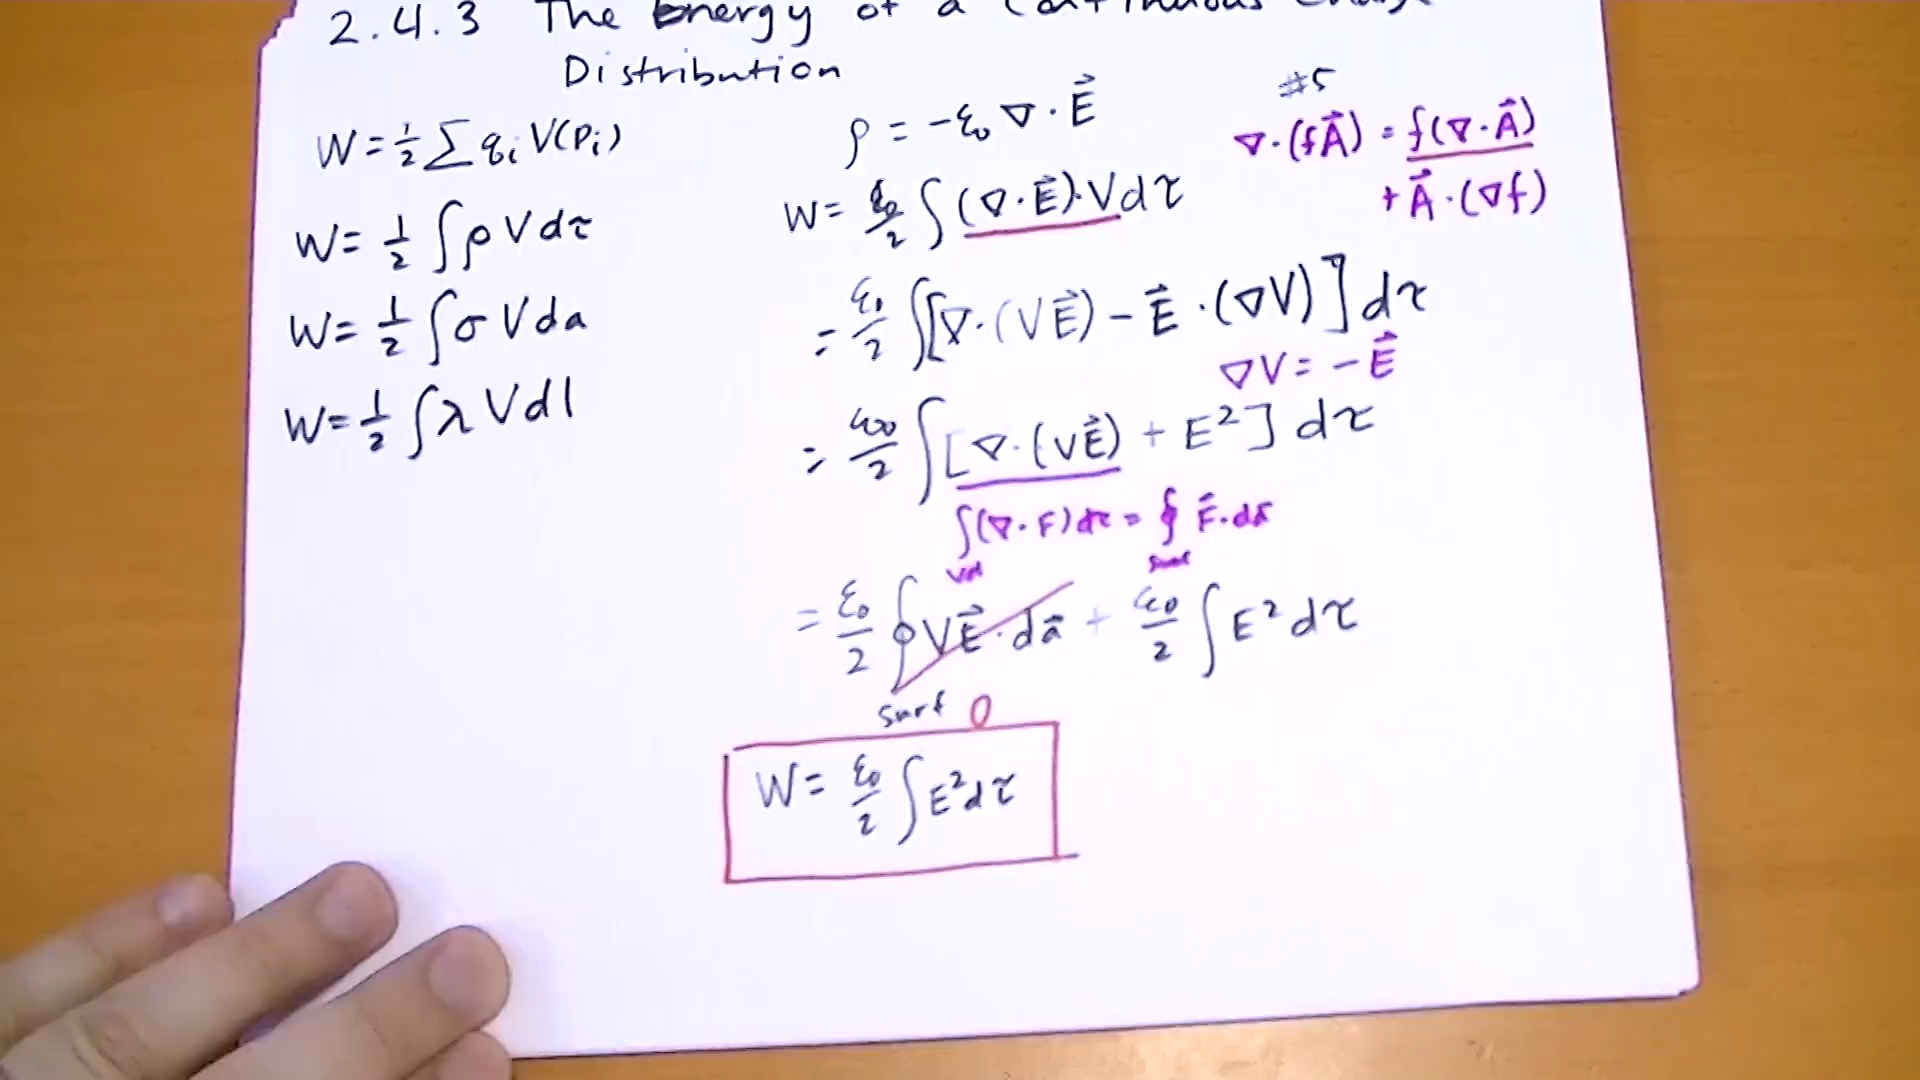 2.4.3 The Energy of a Continuous Charge
Distribution
W = 1/2 Σ qᵢ V(Pᵢ)
W = 1/2 ∫ρ V dτ
W = 1/2 ∫σ V da
W = 1/2 ∫λ V dl
ρ = -ε₀ ∇·E⃗
W = ε₀/2 ∫(∇·E⃗)·V dτ
= ε₀/2 ∫[∇·(VE⃗) - E⃗·(∇V)] dτ
∇V = -E⃗
= ε₀/2 ∫[∇·(VE⃗) + E²] dτ
∫(∇·F)dτ = ∮ F⃗·da⃗
Vol surf
= ε₀/2 ∮ VE⃗·da⃗ + ε₀/2 ∫E² dτ
surf 0
W = ε₀/2 ∫E² dτ
#5
∇·(fA⃗) = f(∇·A⃗)
+ A⃗·(∇f)